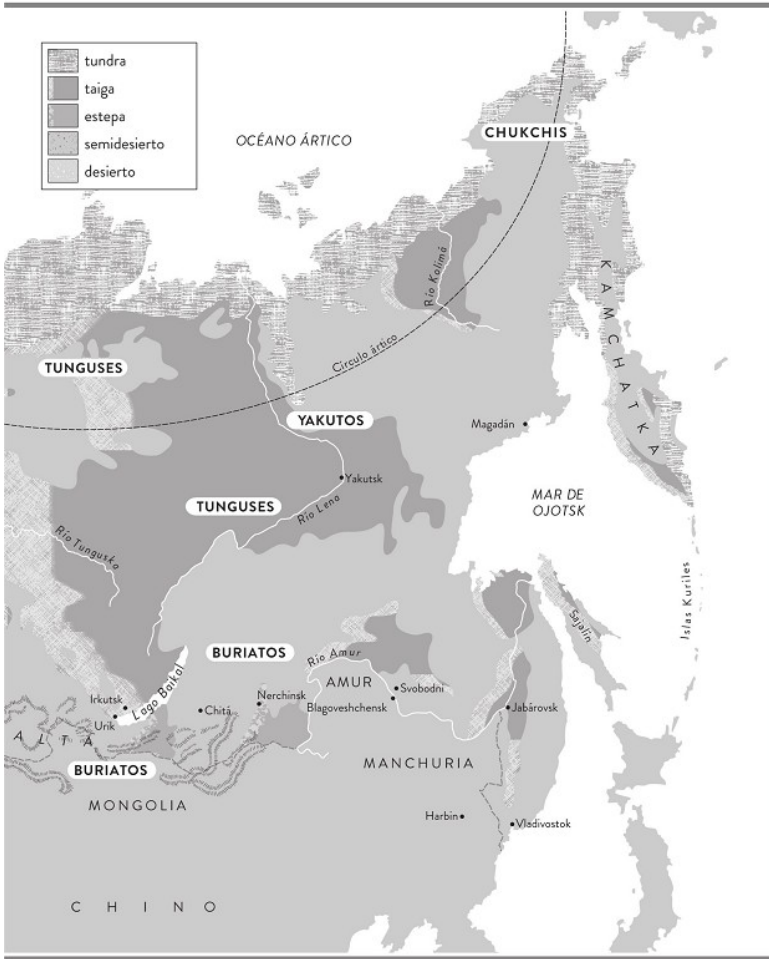 tundra
taiga
estepa
semidesierto
desierto
OCÉANO ÁRTICO
CHUKCHIS
KAMCHATKA
Río Kolimá
Círculo ártico
TUNGUSES
YAKUTOS
Magadán
Yakutsk
MAR DE
OJOTSK
TUNGUSES
Río Lena
Río Tunguska
Islas Kuriles
Sajalín
BURIATOS
Río Amur
Lago Baikal
AMUR
Svobodni
Irkutsk
Nerchinsk
Blagoveshchensk
Urik
Chitá
Jabárovsk
ALTÁ
BURIATOS
MANCHURIA
MONGOLIA
Harbin
Vladivostok
CHINO